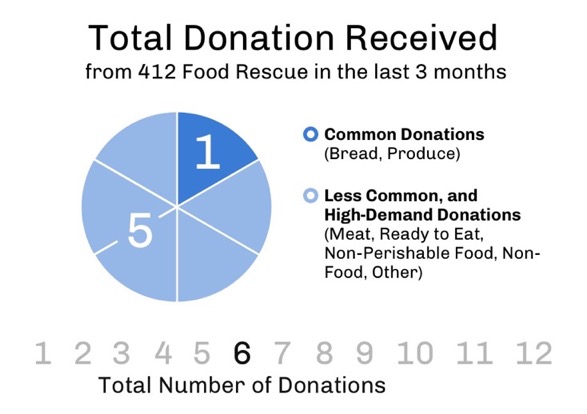 Total Donation Received
from 412 Food Rescue in the last 3 months
1
5
Common Donations
(Bread, Produce)
Less Common, and
High-Demand Donations
(Meat, Ready to Eat,
Non-Perishable Food, Non-
Food, Other)
1 2 3 4 5 6 7 8 9 10 11 12
Total Number of Donations